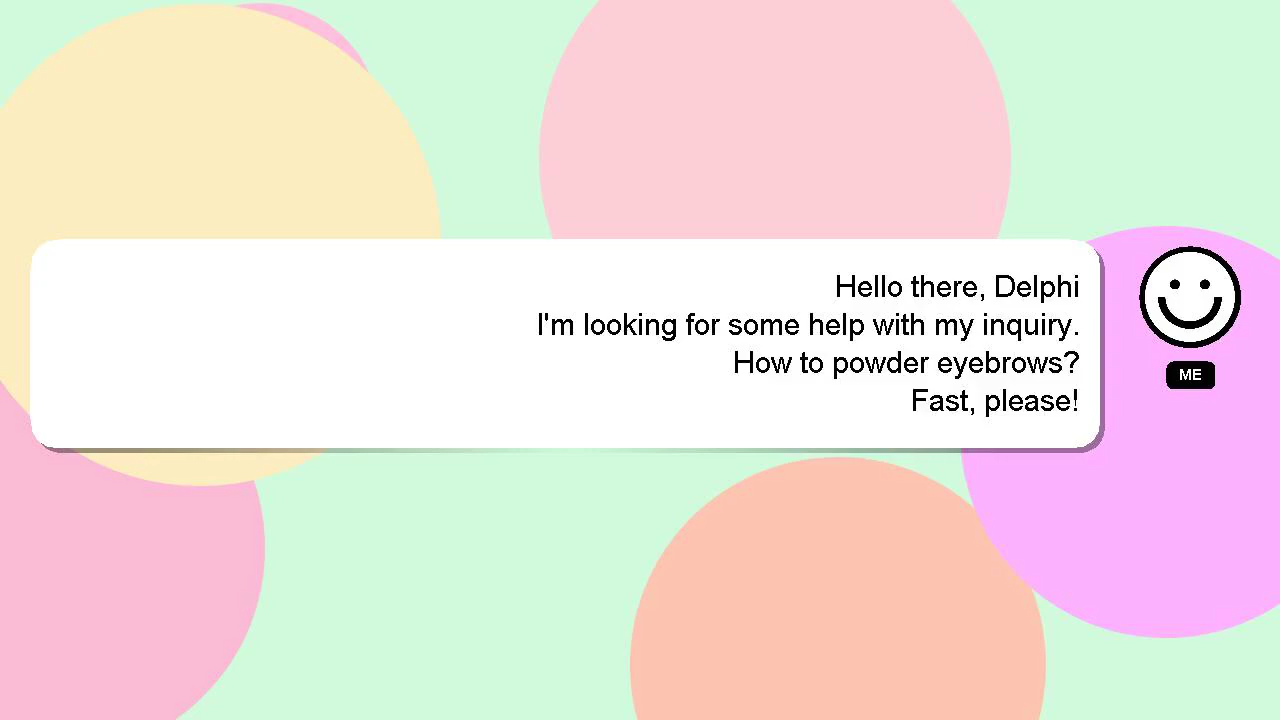 Hello there, Delphi
I'm looking for some help with my inquiry.
How to powder eyebrows?
Fast, please!
ME